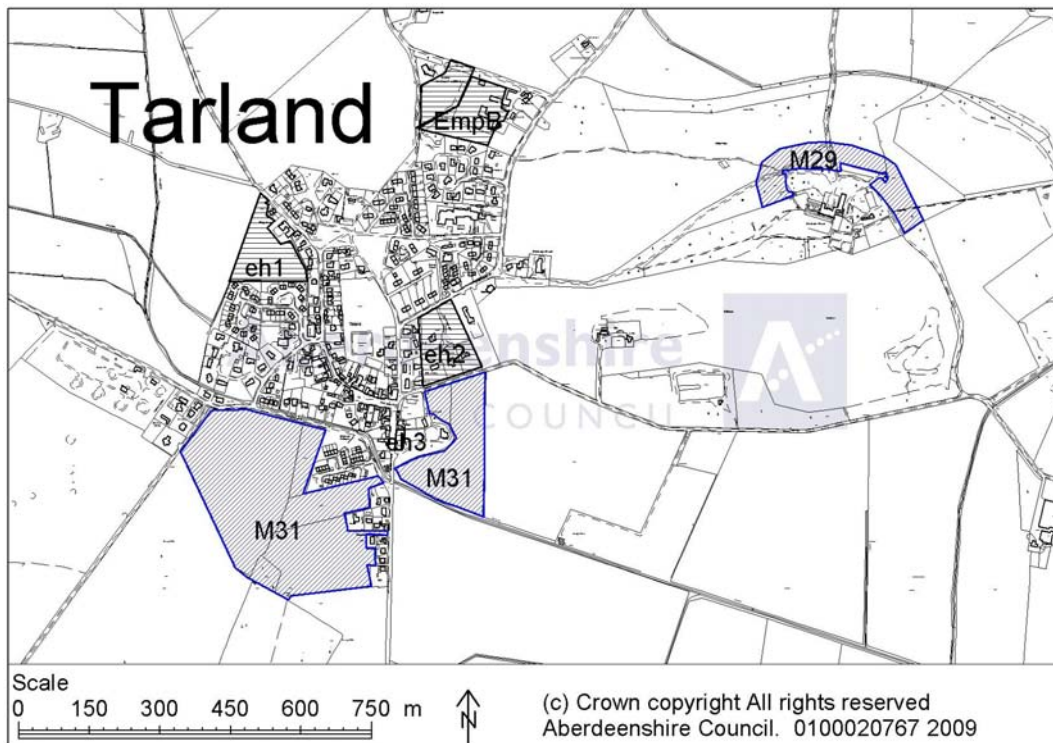 Tarland
EmpB
M29
eh1
eh2
Aberdeenshire
COUNCIL
eh3
M31
M31
Scale
0 150 300 450 600 750 m
N
(c) Crown copyright All rights reserved
Aberdeenshire Council. 0100020767 2009